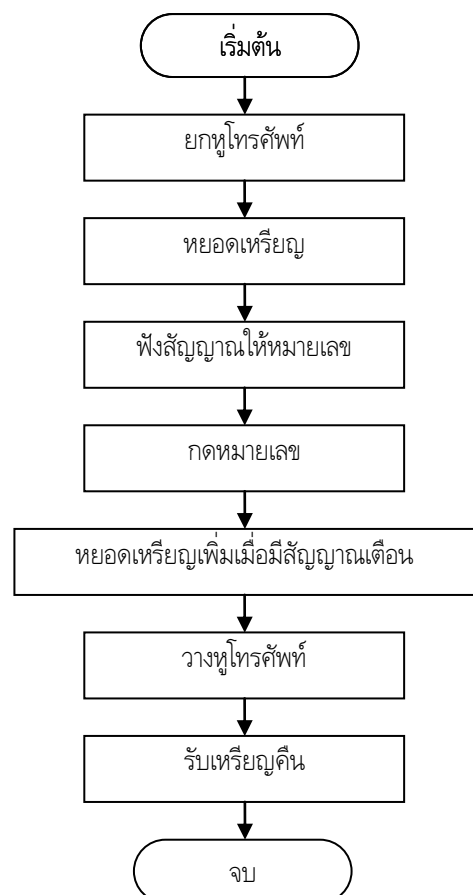 เริ่มต้น
ยกหูโทรศัพท์
หยอดเหรียญ
ฟังสัญญาณให้หมายเลข
กดหมายเลข
หยอดเหรียญเพิ่มเมื่อมีสัญญาณเตือน
วางหูโทรศัพท์
รับเหรียญคืน
จบ